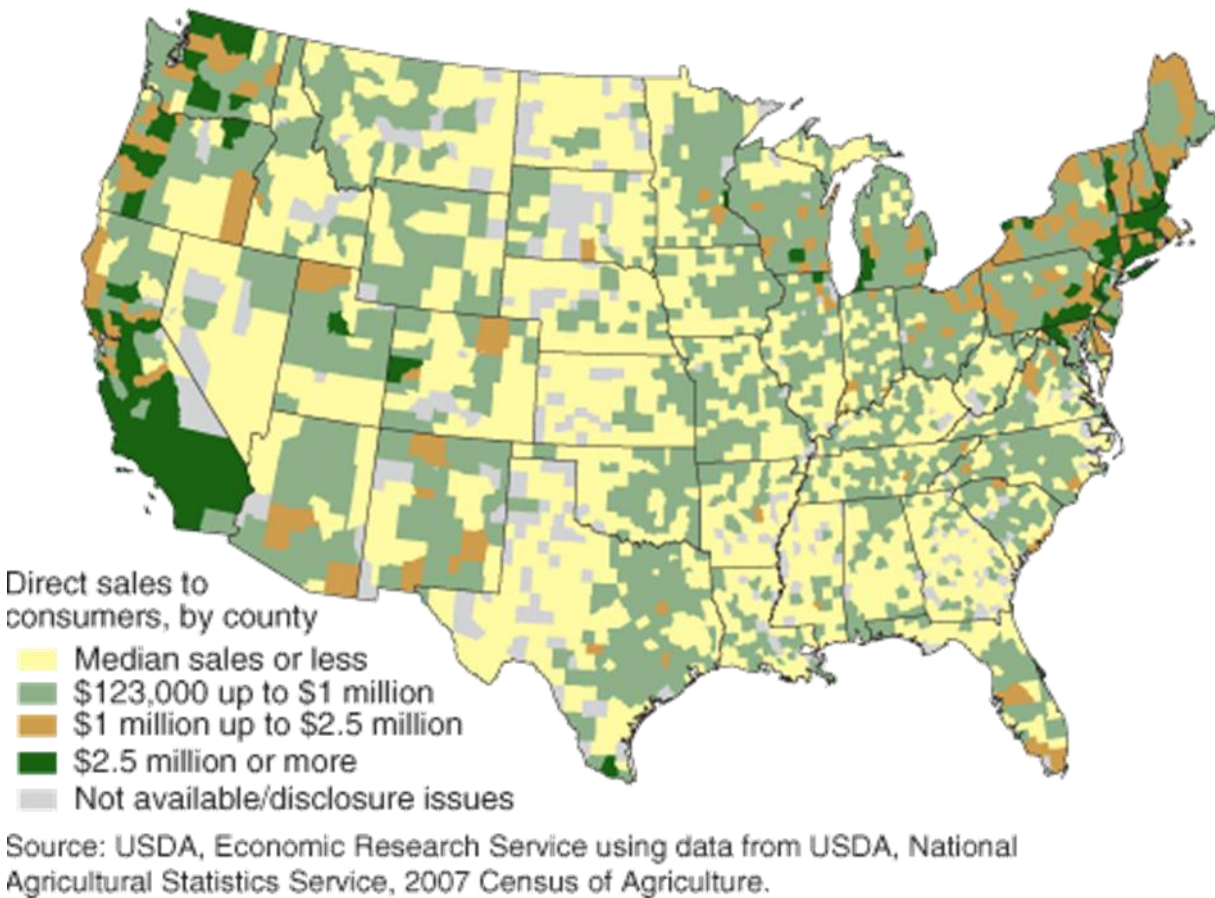 Direct sales to
consumers, by county
Median sales or less
$123,000 up to $1 million
$1 million up to $2.5 million
$2.5 million or more
Not available/disclosure issues
Source: USDA, Economic Research Service using data from USDA, National
Agricultural Statistics Service, 2007 Census of Agriculture.